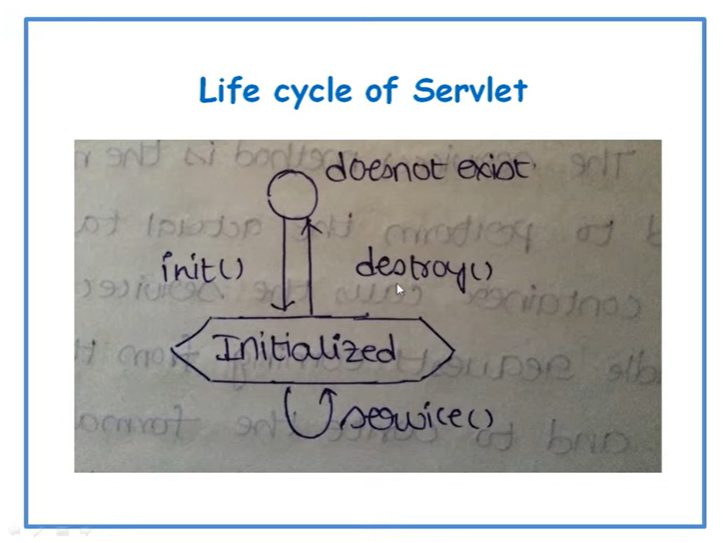 Life cycle of Servlet
doesnot exist.
init()
destroy()
Initialized
service()